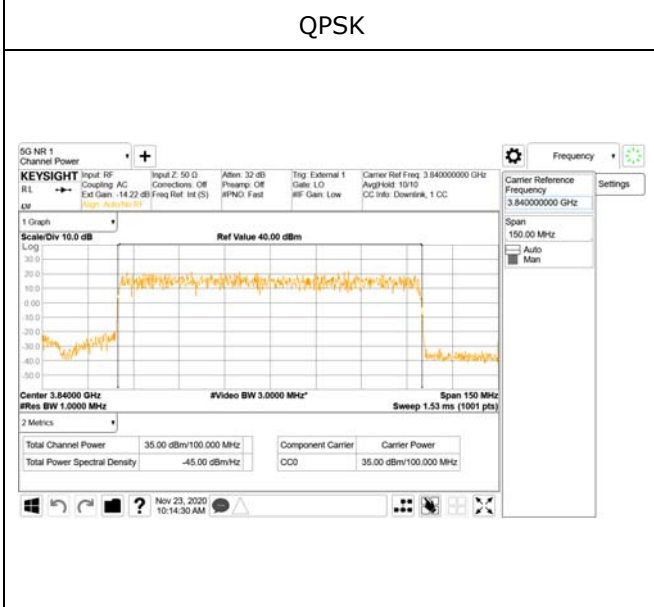 QPSK
5G NR 1
Channel Power
Frequency
KEYSIGHT
RL
Input: RF
Coupling: AC
Ext Gain: -14.22 dB
Align: Auto/No RF
Input Z: 50 Ω
Corrections: Off
Freq Ref: Int (S)
Atten: 32 dB
Preamp: Off
#PNO: Fast
Trig: External 1
Gate: LO
#IF Gain: Low
Carrier Ref Freq: 3.840000000 GHz
Avg|Hold: 10/10
CC Info: Downlink, 1 CC
Carrier Reference
Frequency
3.840000000 GHz
Settings
Span
150.00 MHz
Auto
Man
1 Graph
Scale/Div 10.0 dB
Ref Value 40.00 dBm
Log
30.0
20.0
10.0
0.00
-10.0
-20.0
-30.0
-40.0
-50.0
Center 3.84000 GHz
#Video BW 3.0000 MHz*
Span 150 MHz
#Res BW 1.0000 MHz
Sweep 1.53 ms (1001 pts)
2 Metrics
Total Channel Power
35.00 dBm/100.000 MHz
Total Power Spectral Density
-45.00 dBm/Hz
Component Carrier
Carrier Power
CC0
35.00 dBm/100.000 MHz
?
Nov 23, 2020
10:14:30 AM